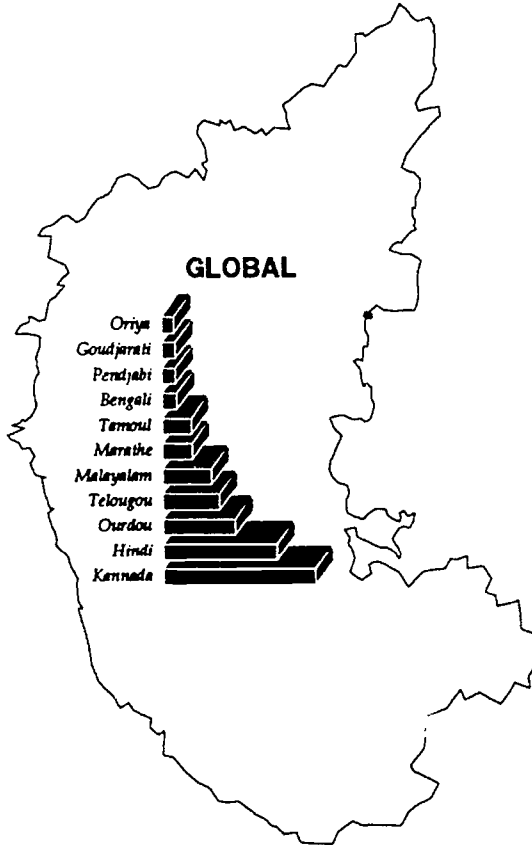 GLOBAL
Oriya
Goudjarati
Pendjabi
Bengali
Tamoul
Marathe
Malayalam
Telougou
Ourdou
Hindi
Kannada